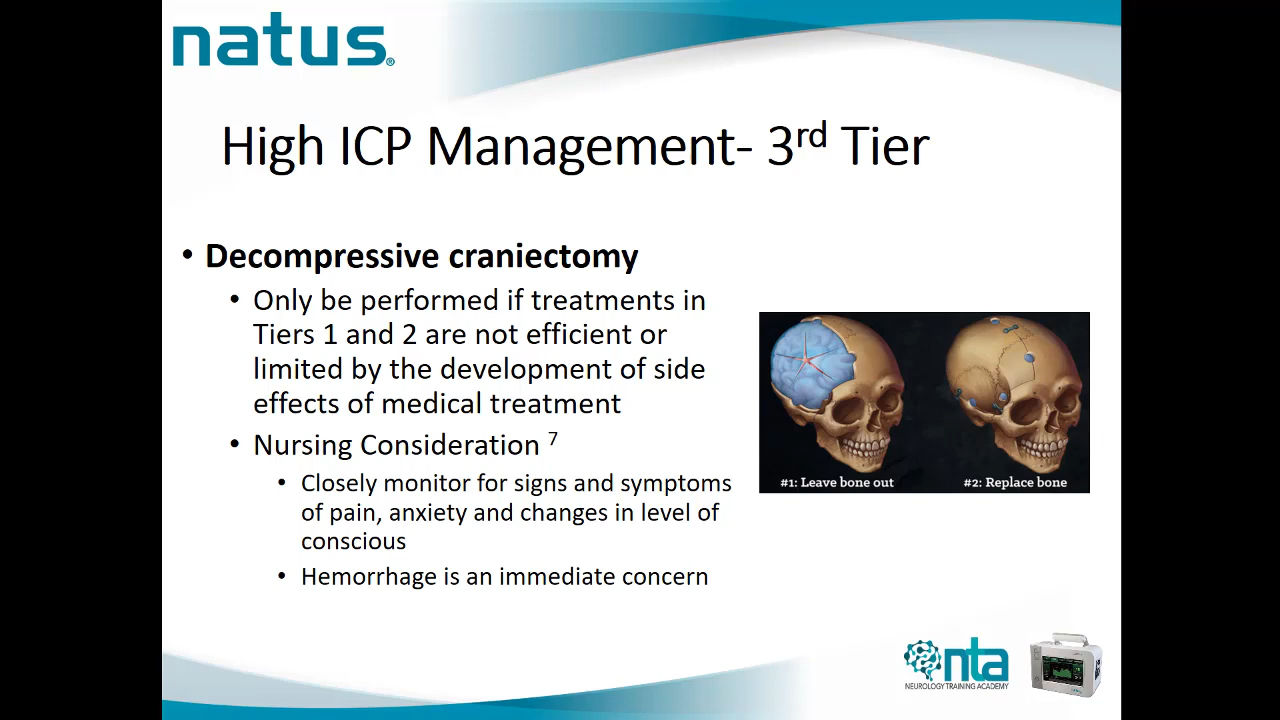 natus®
High ICP Management- 3rd Tier
• Decompressive craniectomy
• Only be performed if treatments in
Tiers 1 and 2 are not efficient or
limited by the development of side
effects of medical treatment
• Nursing Consideration 7
• Closely monitor for signs and symptoms
of pain, anxiety and changes in level of
conscious
• Hemorrhage is an immediate concern
#1: Leave bone out
#2: Replace bone
nta
NEUROLOGY TRAINING ACADEMY